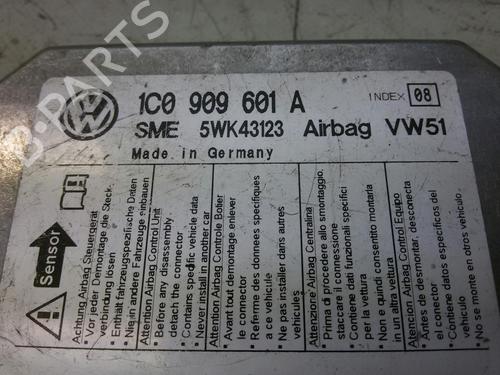 1C0 909 601 A
INDEX 08
SME 5WK43123 Airbag VW51
Made in Germany
Sensor
Achtung Airbag Steuergerät
• Vor jeder Demontage die Steck-
verbindung lösen
Enthält fahrzeugspezifische Daten
• Nie in andere Fahrzeuge einbauen
Attention Airbag Control Unit
• Before any disassembly
detach the connector
• Contains specific vehicle data
• Never install in another car
Attention Airbag Controle Boitier
• Avant tout demontage enlever
le connector
• Referme des donnees specifiques
a ce vehicule
• Ne pas installer dans autres
vehicules
Attenzione Airbag Centralina
• Prima di procedere allo smontaggio,
staccare il connessione
• Contiene dati funzionali specifici
per la vettura
• Non e quindi consentito montarla
in un altra vettura
Attention Airbag Control Equipo
• Antes de desmontar, desconecta
el conector
• Contiene datos especificos del
vehiculo
• No se monte en otros vehiculo
B-PARTS